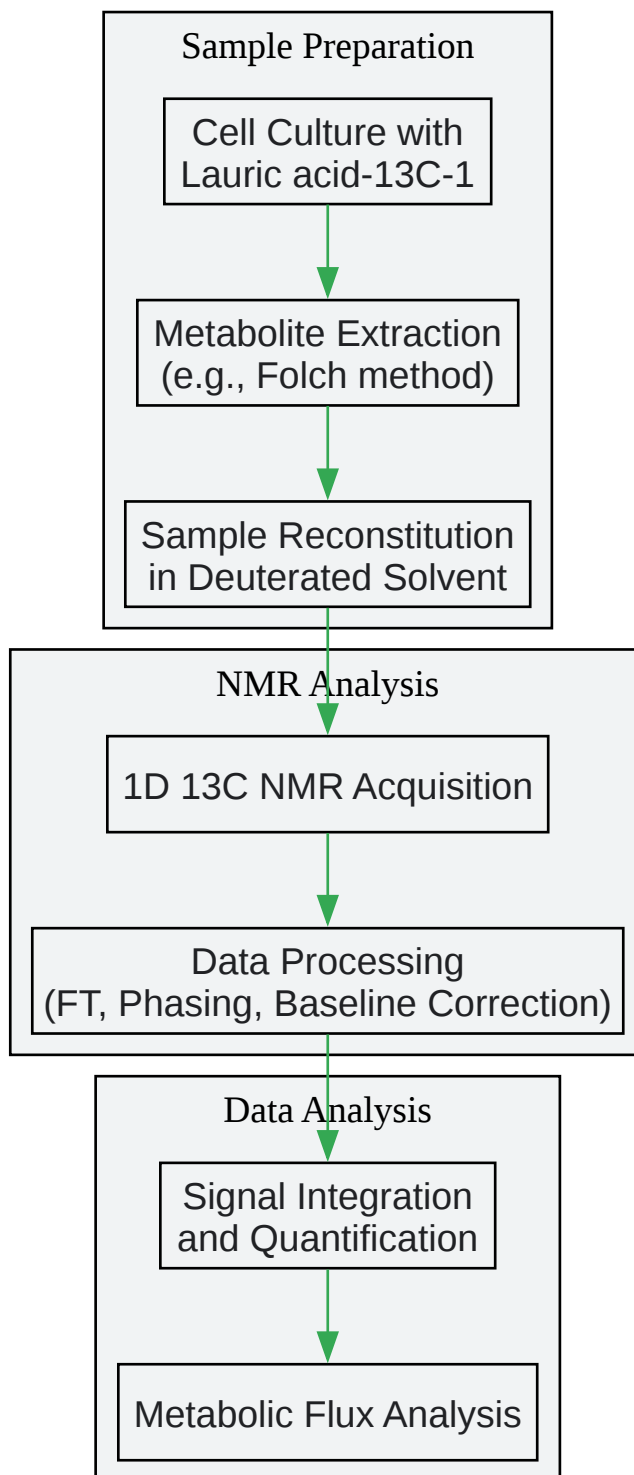 Sample Preparation
Cell Culture with
Lauric acid-13C-1
Metabolite Extraction
(e.g., Folch method)
Sample Reconstitution
in Deuterated Solvent
NMR Analysis
1D 13C NMR Acquisition
Data Processing
(FT, Phasing, Baseline Correction)
Data Analysis
Signal Integration
and Quantification
Metabolic Flux Analysis